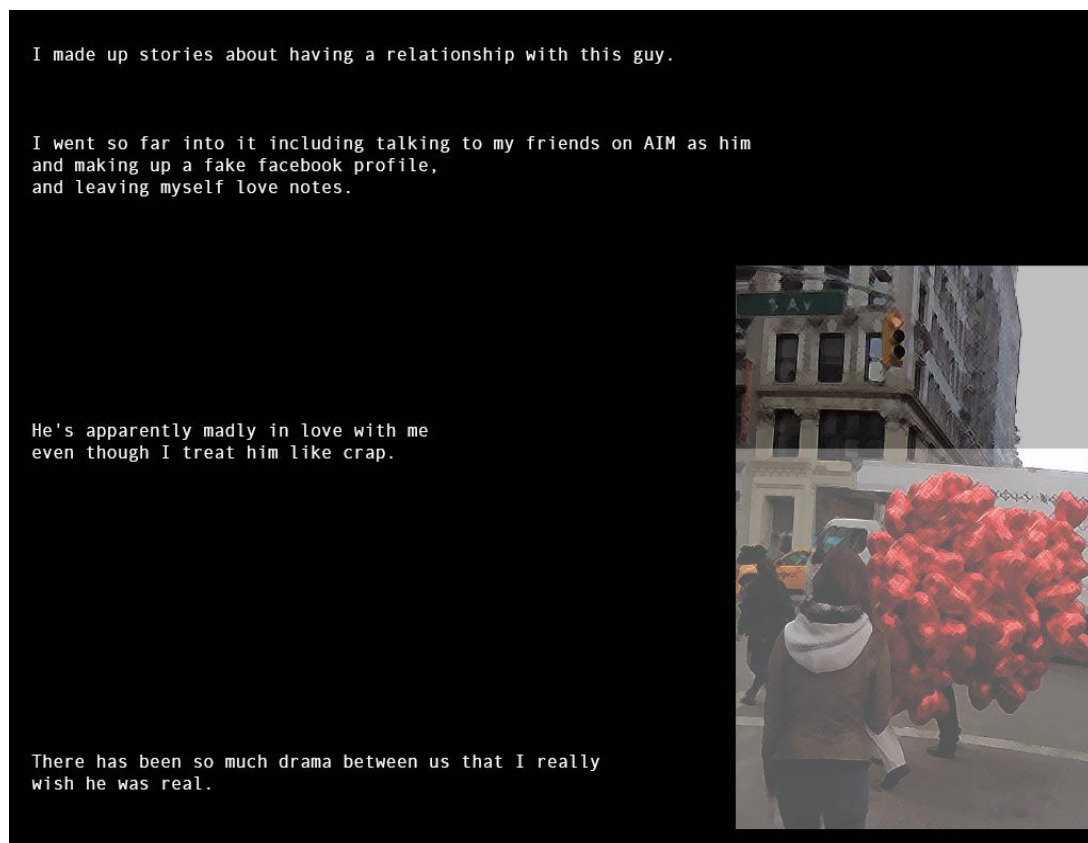 I made up stories about having a relationship with this guy.
I went so far into it including talking to my friends on AIM as him
and making up a fake facebook profile,
and leaving myself love notes.
3 Av
He's apparently madly in love with me
even though I treat him like crap.
There has been so much drama between us that I really
wish he was real.